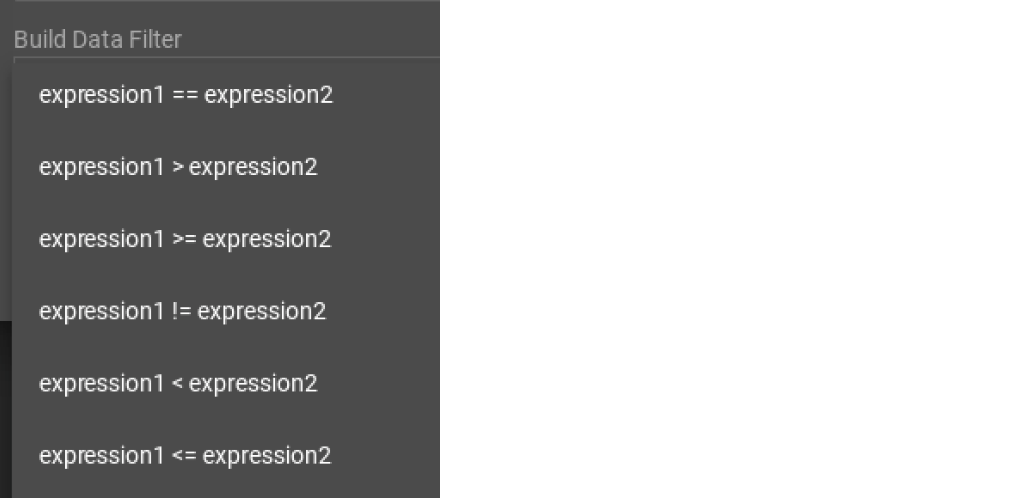 Build Data Filter
expression1 == expression2
expression1 > expression2
expression1 >= expression2
expression1 != expression2
expression1 < expression2
expression1 <= expression2